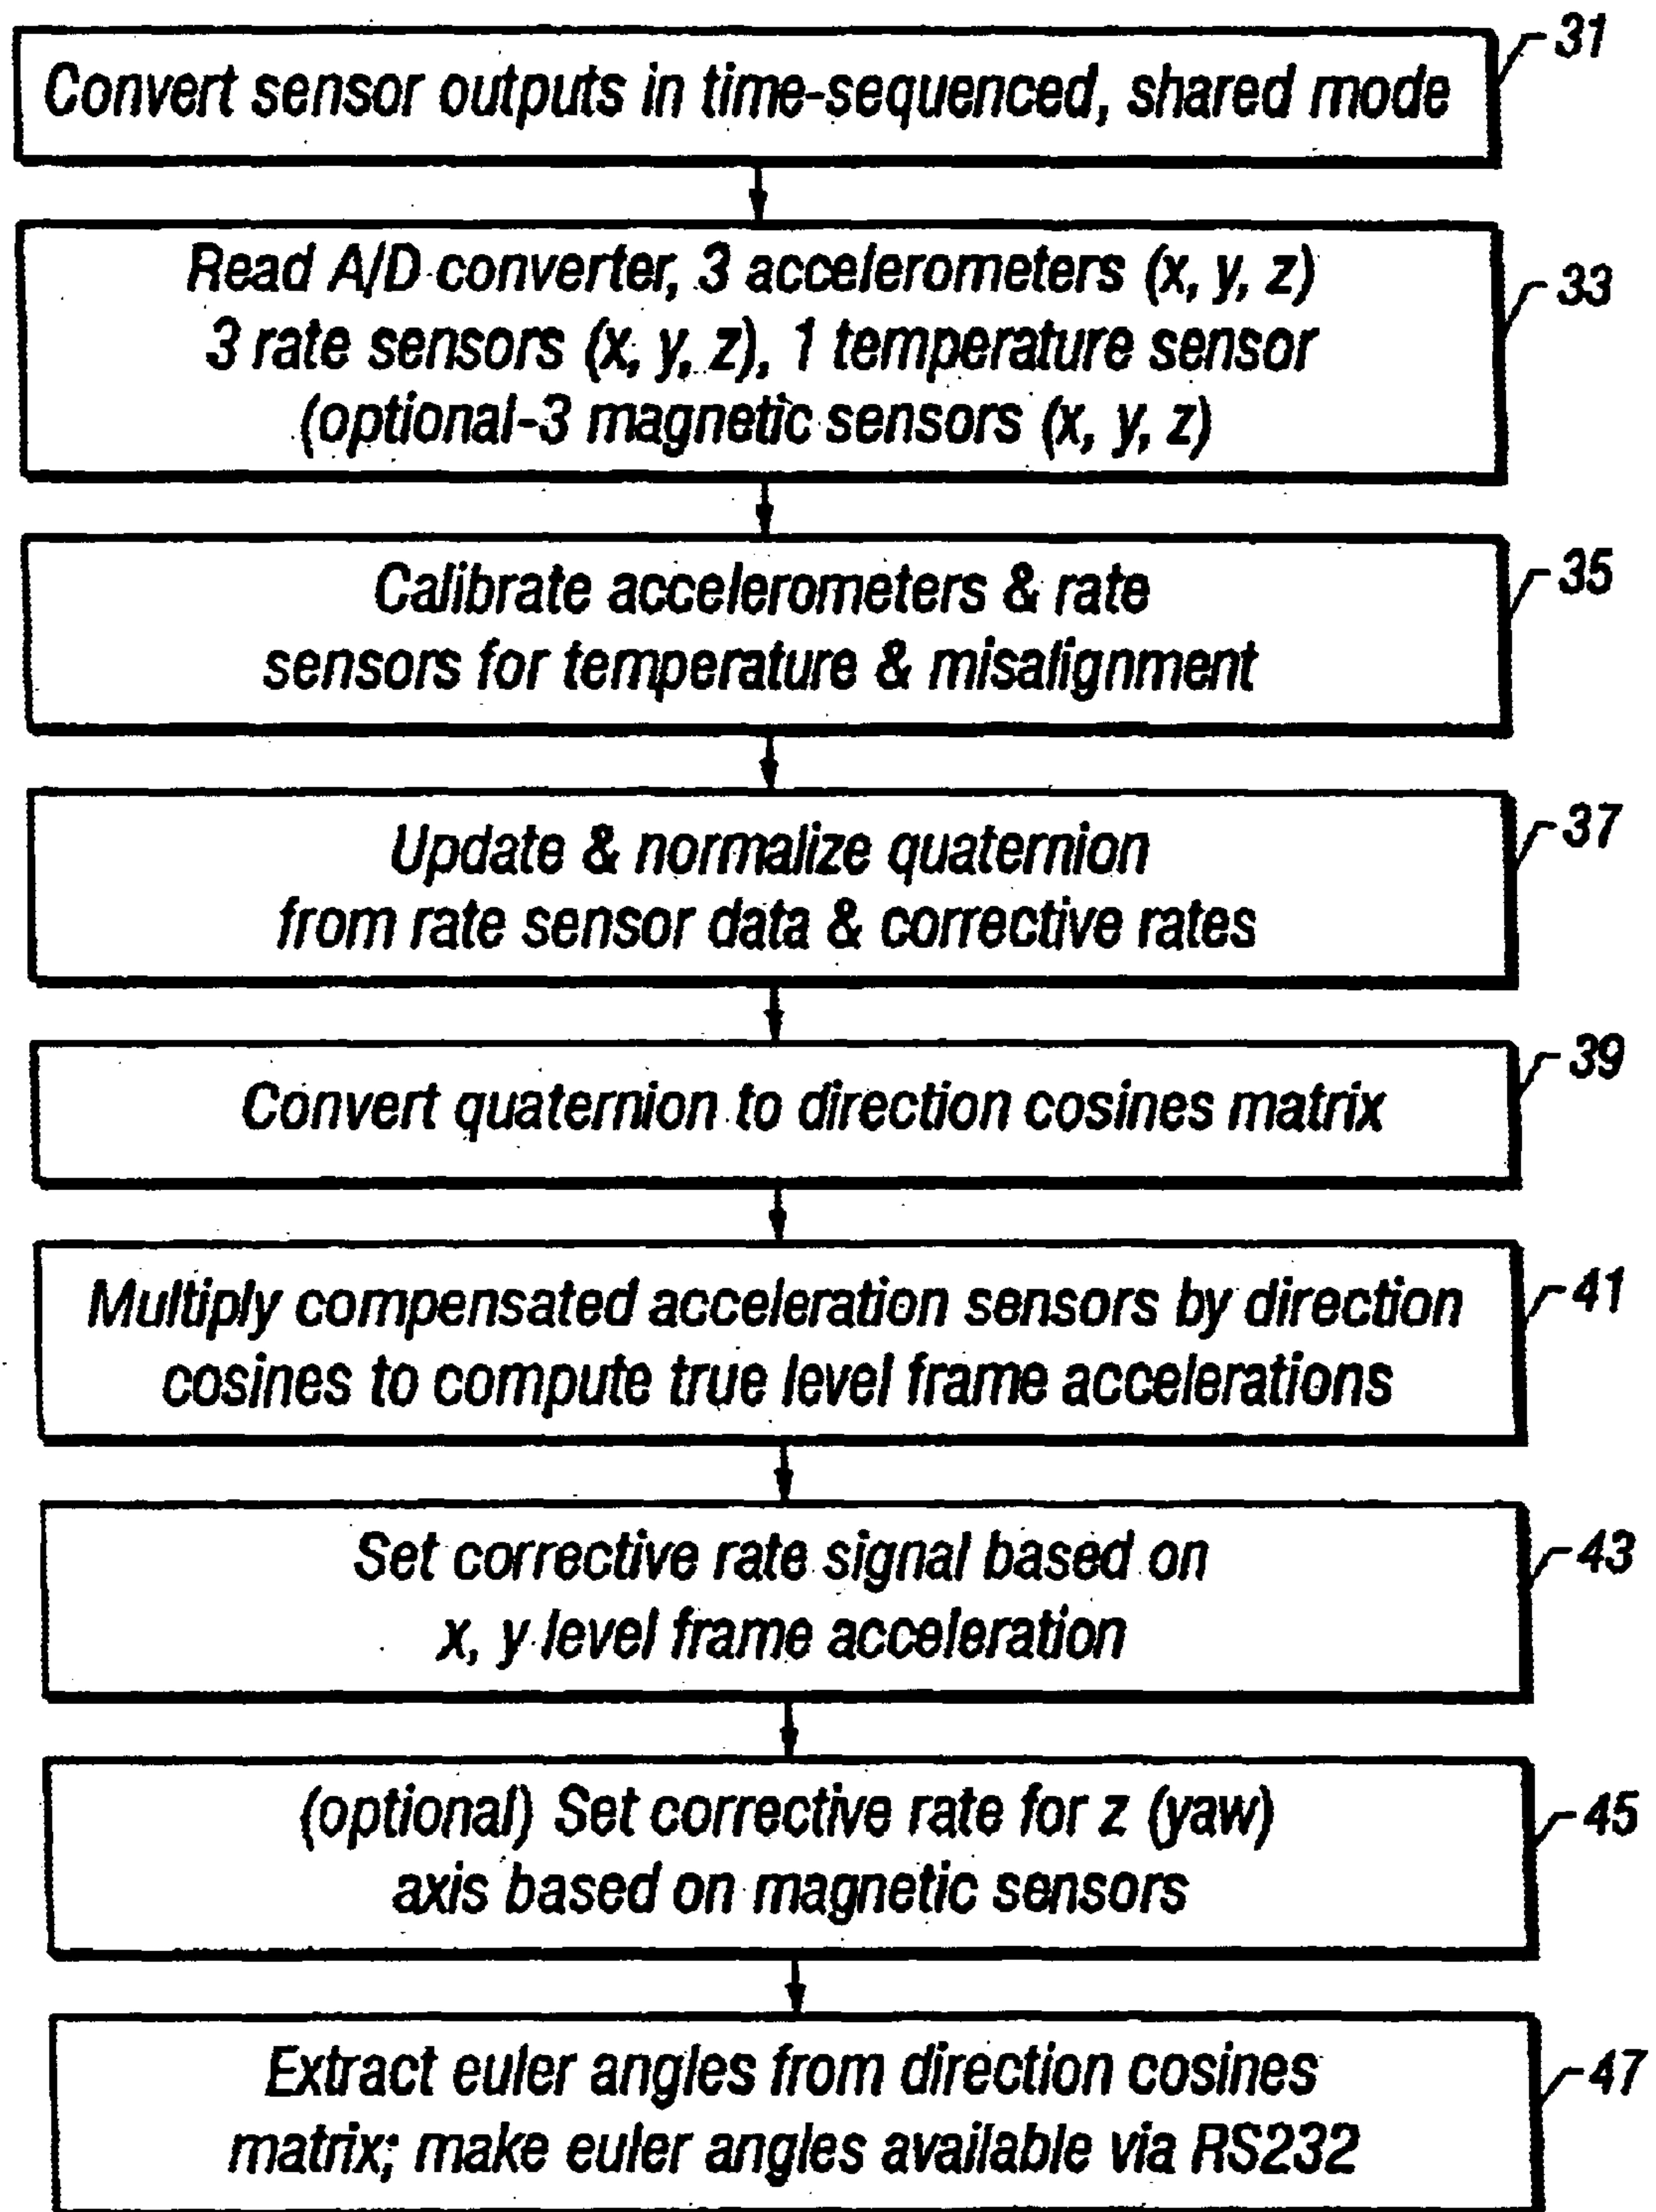 31
Convert sensor outputs in time-sequenced, shared mode
Read A/D converter, 3 accelerometers (x, y, z)
33
3 rate sensors (x, y, z), 1 temperature sensor
(optional-3 magnetic sensors (x, y, z)
35
Calibrate accelerometers & rate
sensors for temperature & misalignment
37
Update & normalize quaternion
from rate sensor data & corrective rates
39
Convert quaternion to direction cosines matrix
41
Multiply compensated acceleration sensors by direction
cosines to compute true level frame accelerations
43
Set corrective rate signal based on
x, y level frame acceleration
45
(optional) Set corrective rate for z (yaw)
axis based on magnetic sensors
47
Extract euler angles from direction cosines
matrix; make euler angles available via RS232